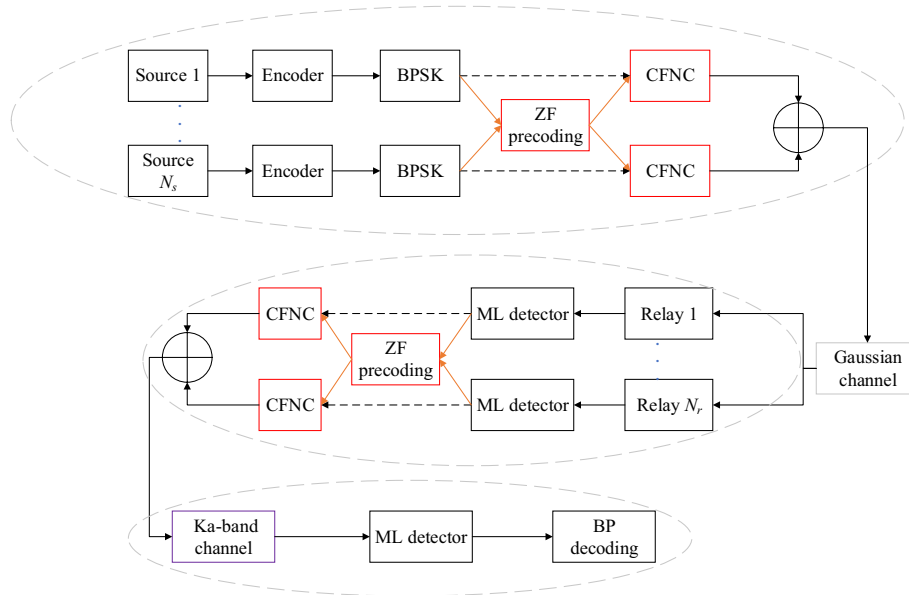 Source 1
Encoder
BPSK
CFNC
ZF
precoding
Source
N_s
Encoder
BPSK
CFNC
CFNC
ML detector
Relay 1
ZF
precoding
Gaussian
channel
CFNC
ML detector
Relay N_r
Ka-band
channel
ML detector
BP
decoding